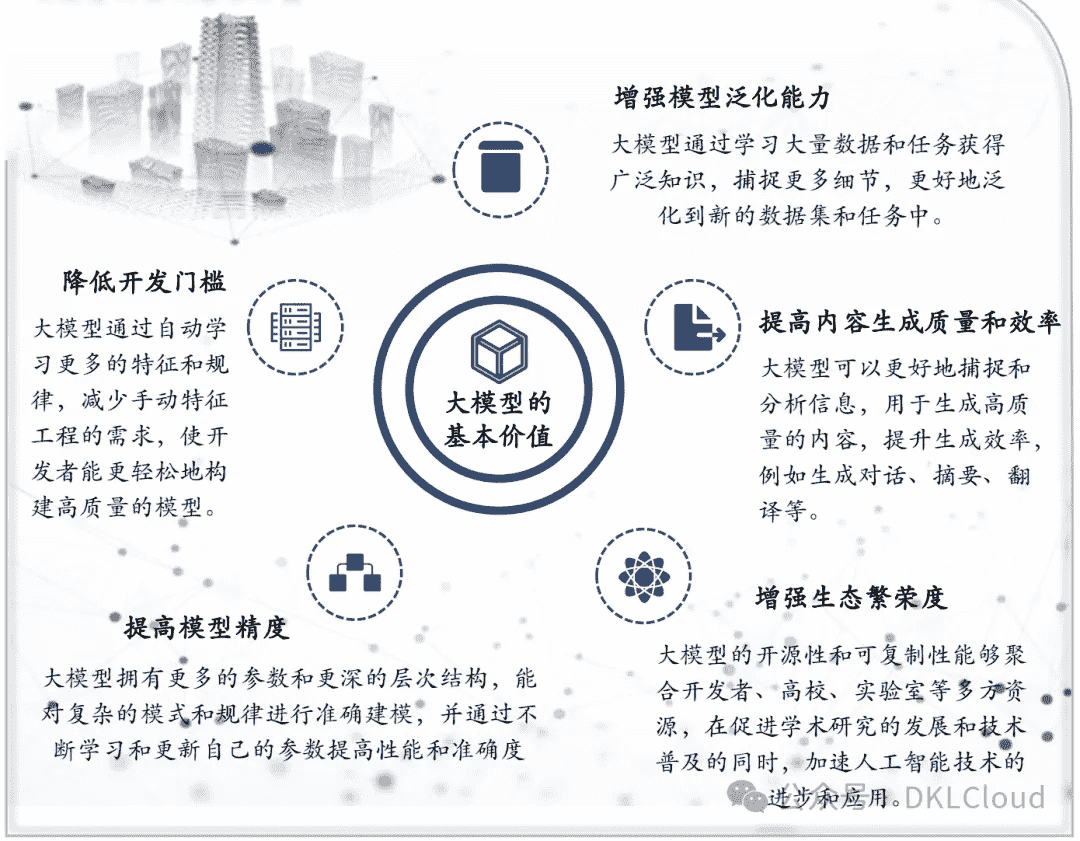 增强模型泛化能力
大模型通过学习大量数据和任务获得
广泛知识，捕捉更多细节，更好地泛
化到新的数据集和任务中。
降低开发门槛
大模型通过自动学
习更多的特征和规
律，减少手动特征
工程的需求，使开
发者能更轻松地构
建高质量的模型。
大模型的
基本价值
提高内容生成质量和效率
大模型可以更好地捕捉和
分析信息，用于生成高质
量的内容，提升生成效率，
例如生成对话、摘要、翻
译等。
提高模型精度
大模型拥有更多的参数和更深的层次结构，能
对复杂的模式和规律进行准确建模，并通过不
断学习和更新自己的参数提高性能和准确度
增强生态繁荣度
大模型的开源性和可复制性能够聚
合开发者、高校、实验室等多方资
源，在促进学术研究的发展和技术
普及的同时，加速人工智能技术的
进步和应用。
公众号 · DKLCloud